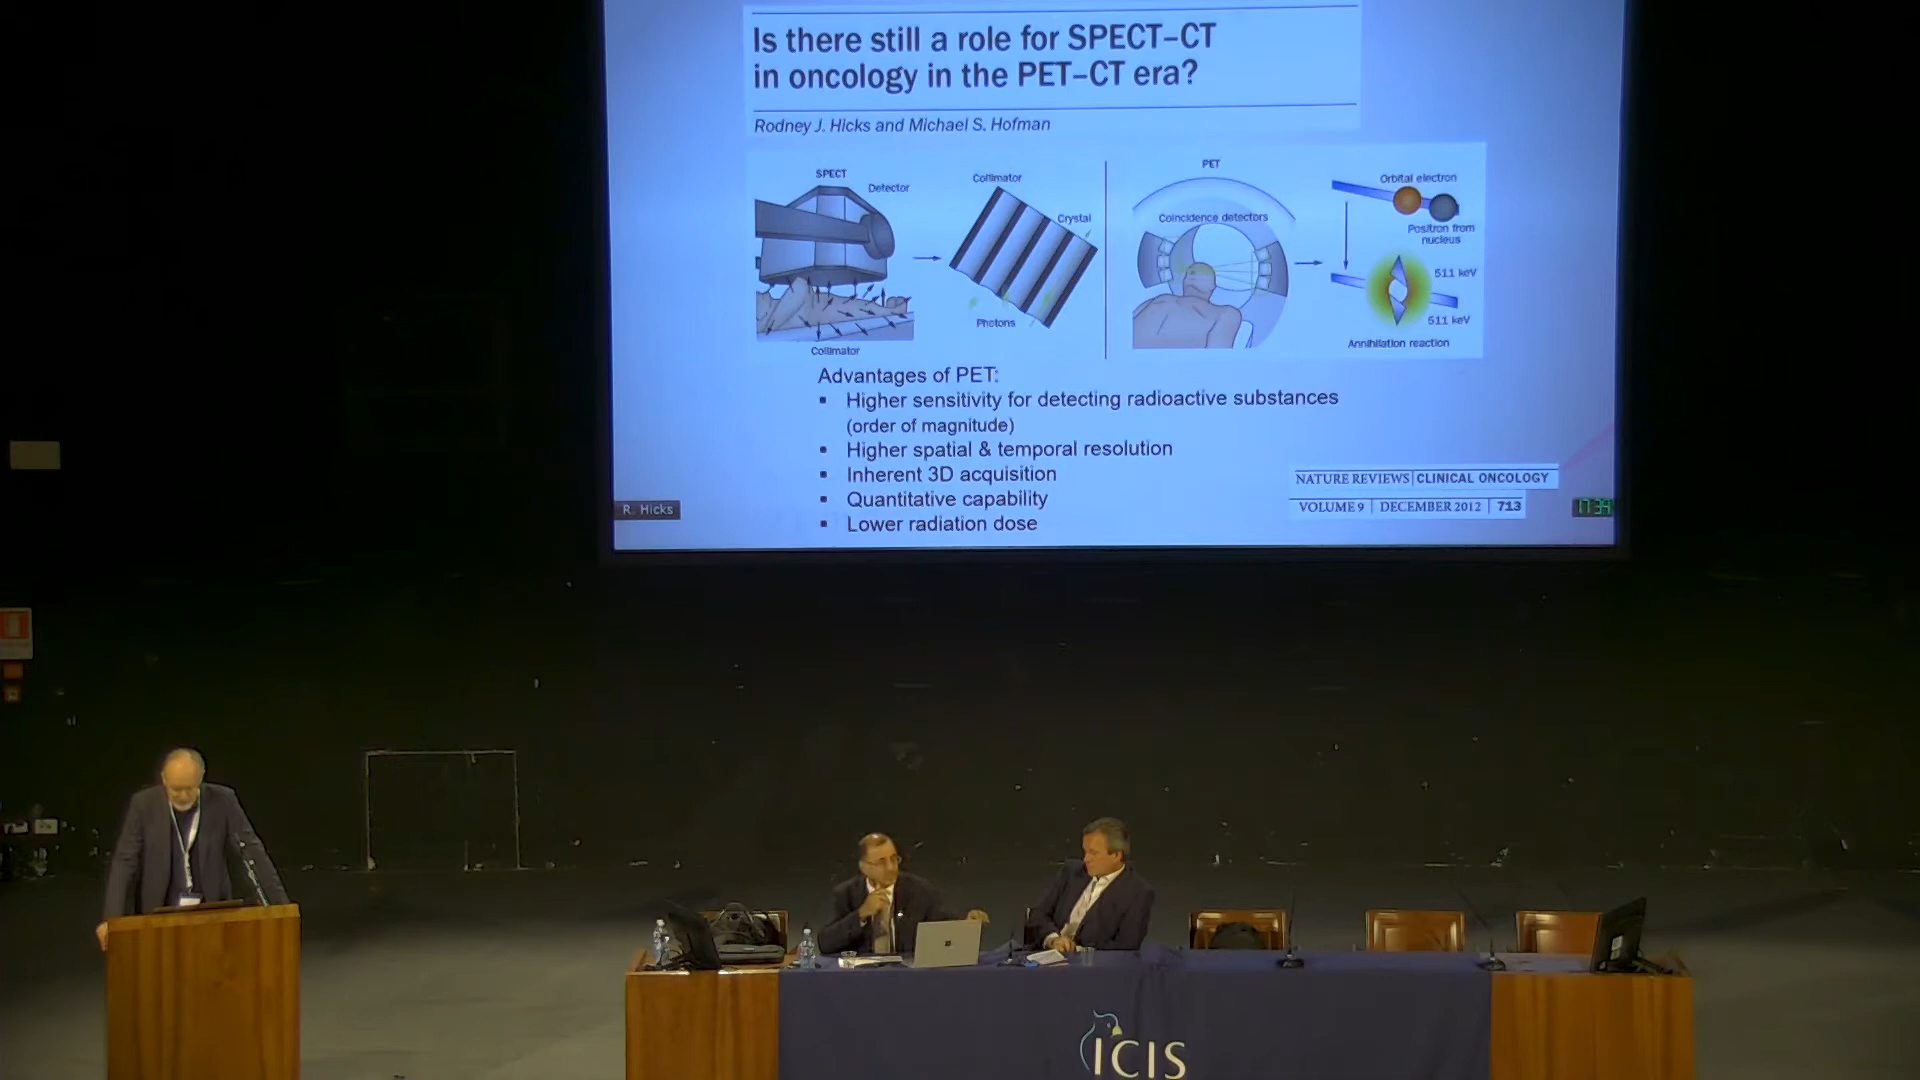 Is there still a role for SPECT–CT
in oncology in the PET–CT era?
Rodney J. Hicks and Michael S. Hofman
SPECT
Detector
Collimator
Crystal
Photons
Collimator
PET
Coincidence detectors
Orbital electron
Positron from
nucleus
511 keV
511 keV
Annihilation reaction
Advantages of PET:
▪ Higher sensitivity for detecting radioactive substances
(order of magnitude)
▪ Higher spatial & temporal resolution
▪ Inherent 3D acquisition
▪ Quantitative capability
▪ Lower radiation dose
NATURE REVIEWS | CLINICAL ONCOLOGY
VOLUME 9 | DECEMBER 2012 | 713
R. Hicks
17:34
ICIS